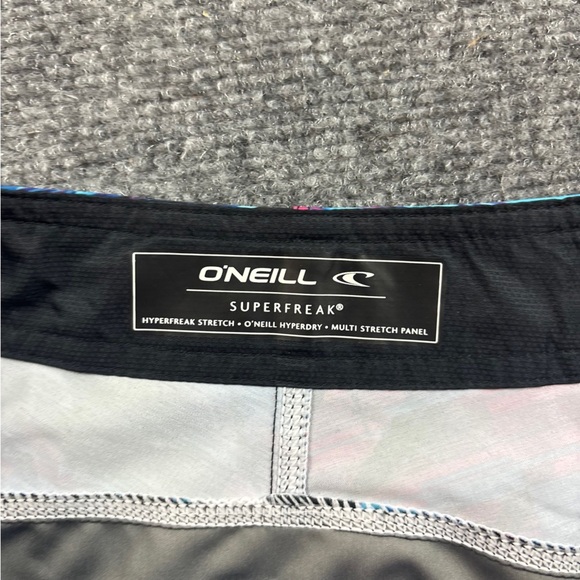 O'NEILL
SUPERFREAK®
HYPERFREAK STRETCH • O'NEILL HYPERDRY • MULTI STRETCH PANEL